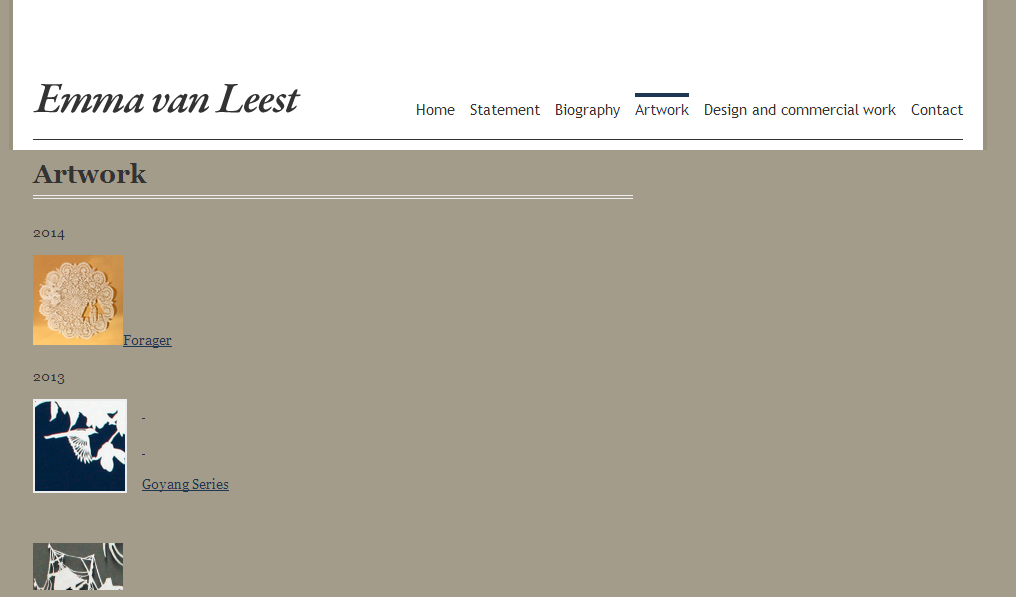 Emma van Leest
Home Statement Biography Artwork Design and commercial work Contact
Artwork
2014
Forager
2013
-
-
Goyang Series